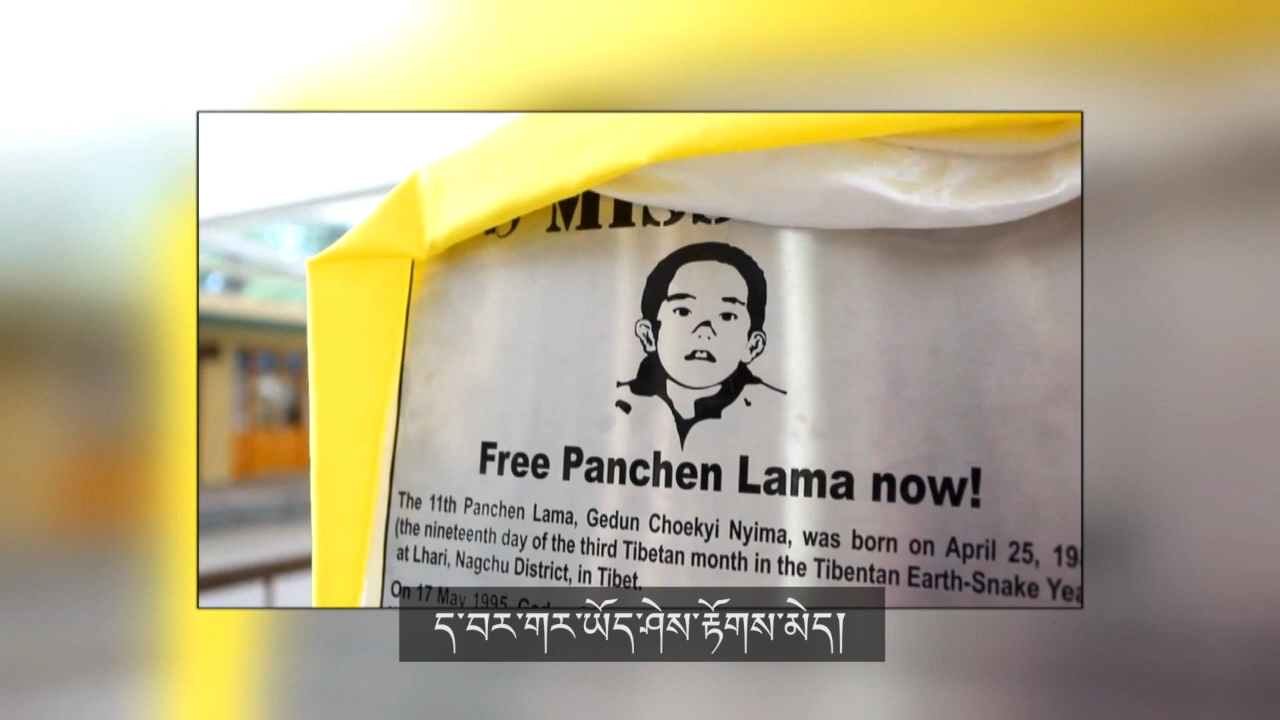 Free Panchen Lama now!
The 11th Panchen Lama, Gedun Choekyi Nyima, was born on April 25, 19
(the nineteenth day of the third Tibetan month in the Tibentan Earth-Snake Yea
at Lhari, Nagchu District, in Tibet.
On 17 May 1995,
ད་བར་གར་ཡོད་ཤེས་རྟོགས་མེད།